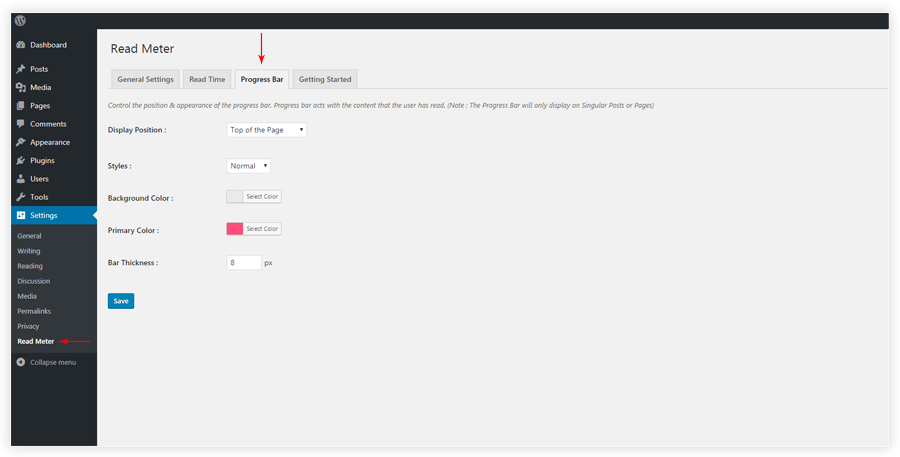 Dashboard
Posts
Media
Pages
Comments
Appearance
Plugins
Users
Tools
Settings
General
Writing
Reading
Discussion
Media
Permalinks
Privacy
Read Meter
Collapse menu
Read Meter
General Settings Read Time Progress Bar Getting Started
Control the position & appearance of the progress bar. Progress bar acts with the content that the user has read. (Note : The Progress Bar will only display on Singular Posts or Pages)
Display Position : Top of the Page
Styles : Normal
Background Color : Select Color
Primary Color : Select Color
Bar Thickness : 8 px
Save